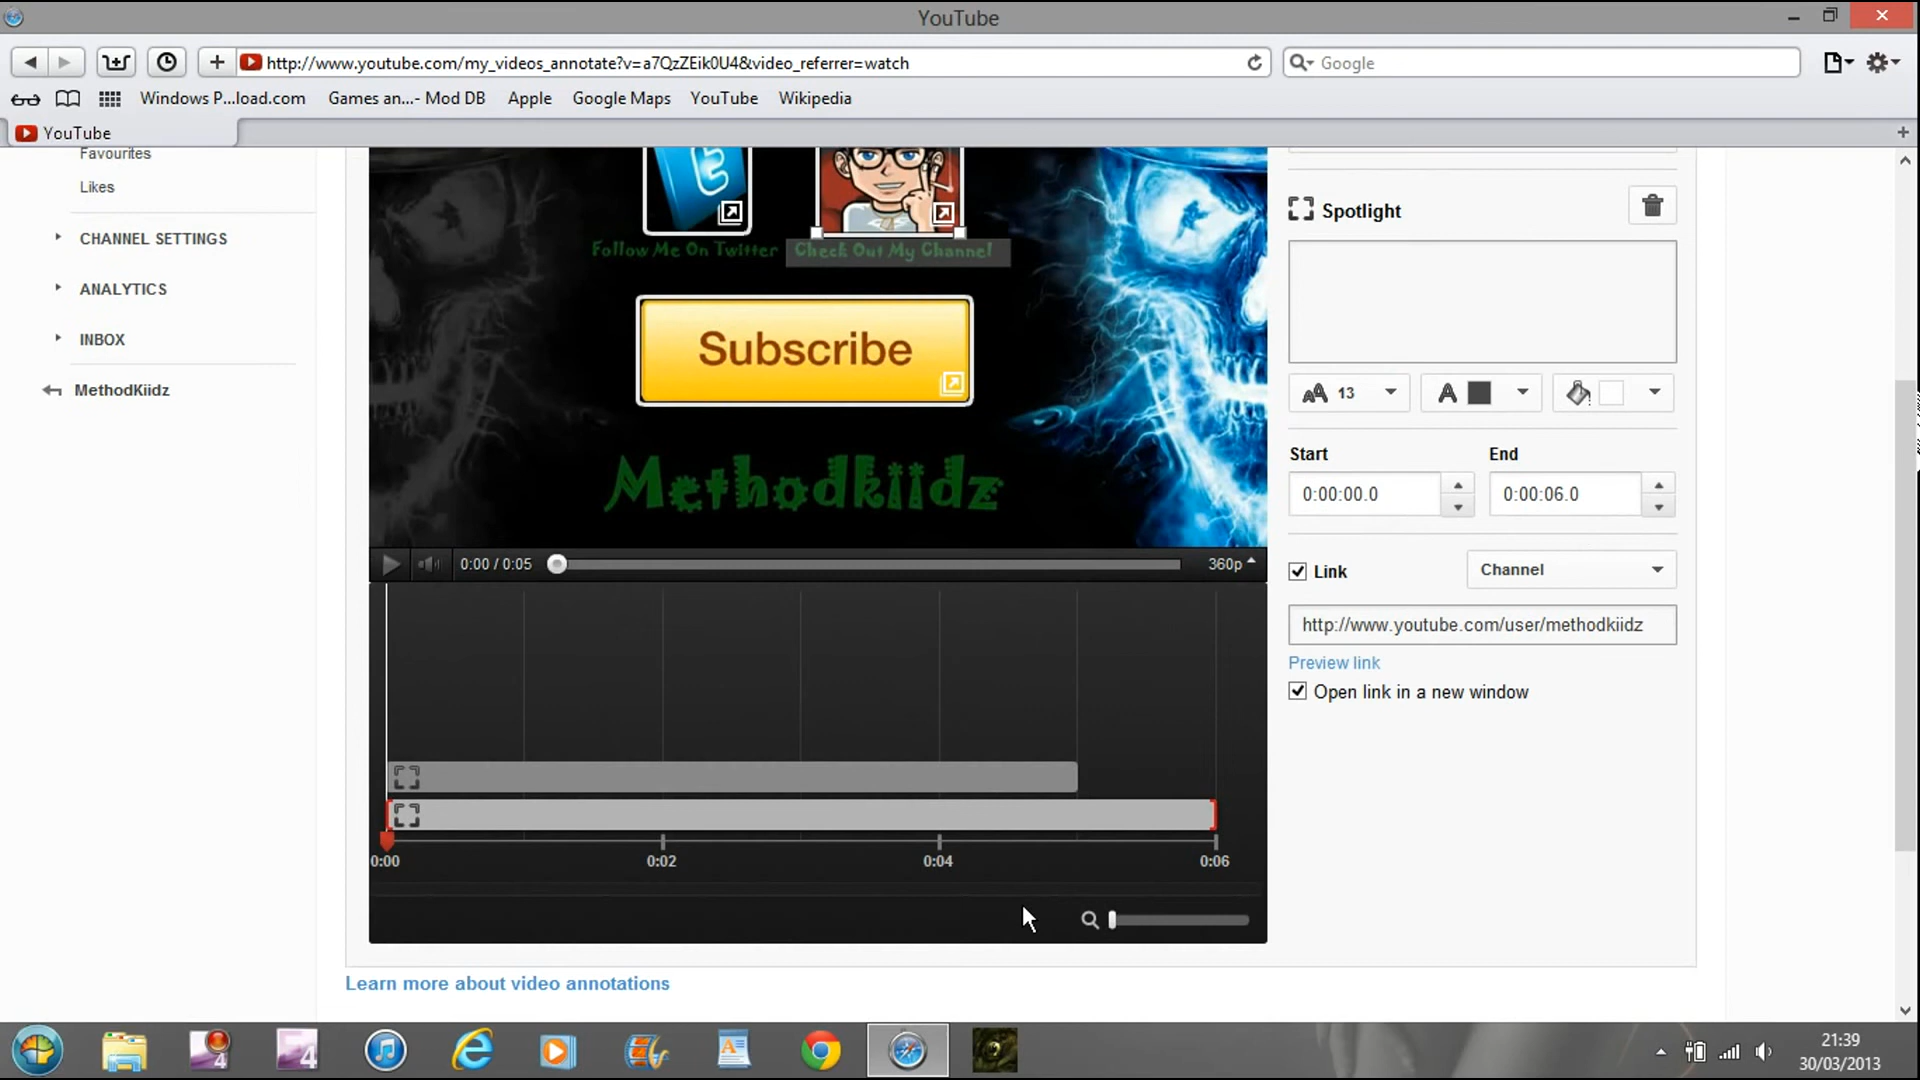 YouTube
http://www.youtube.com/my_videos_annotate?v=a7QzZEik0U4&video_referrer=watch
Google
Windows P...load.com Games an...- Mod DB Apple Google Maps YouTube Wikipedia
YouTube
Favourites
Likes
CHANNEL SETTINGS
ANALYTICS
INBOX
MethodKiidz
Follow Me On Twitter Check Out My Channel
Subscribe
Methodkiidz
0:00 / 0:05
360p
0:00 0:02 0:04 0:06
Spotlight
13
Start End
0:00:00.0 0:00:06.0
Link Channel
http://www.youtube.com/user/methodkiidz
Preview link
Open link in a new window
Learn more about video annotations
4 4
21:39
30/03/2013